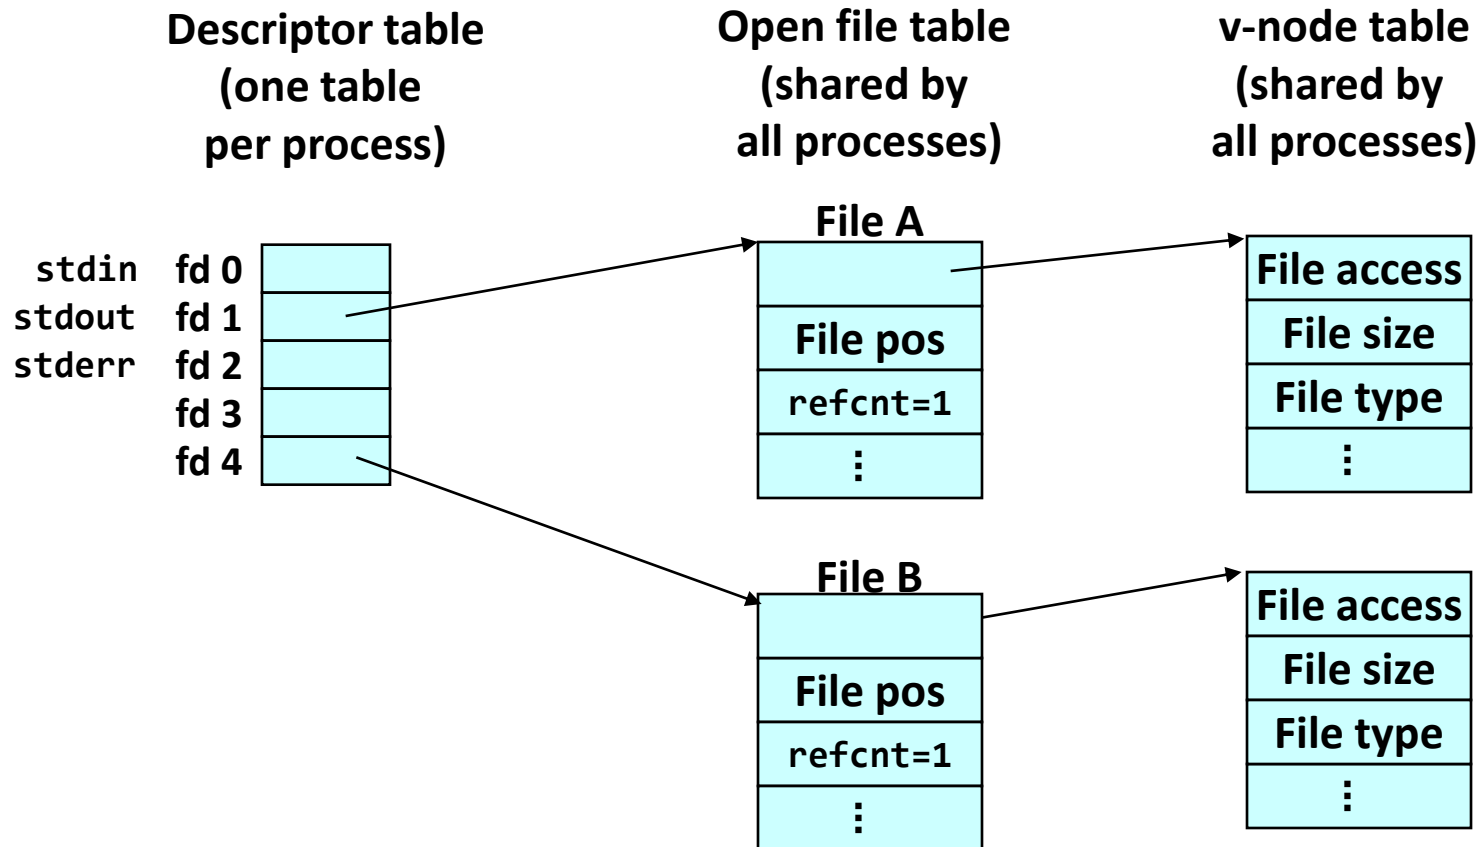 Descriptor table
(one table
per process)
Open file table
(shared by
all processes)
v-node table
(shared by
all processes)
stdin fd 0
stdout fd 1
stderr fd 2
fd 3
fd 4
File A
File pos
refcnt=1
⋮
File access
File size
File type
⋮
File B
File pos
refcnt=1
⋮
File access
File size
File type
⋮